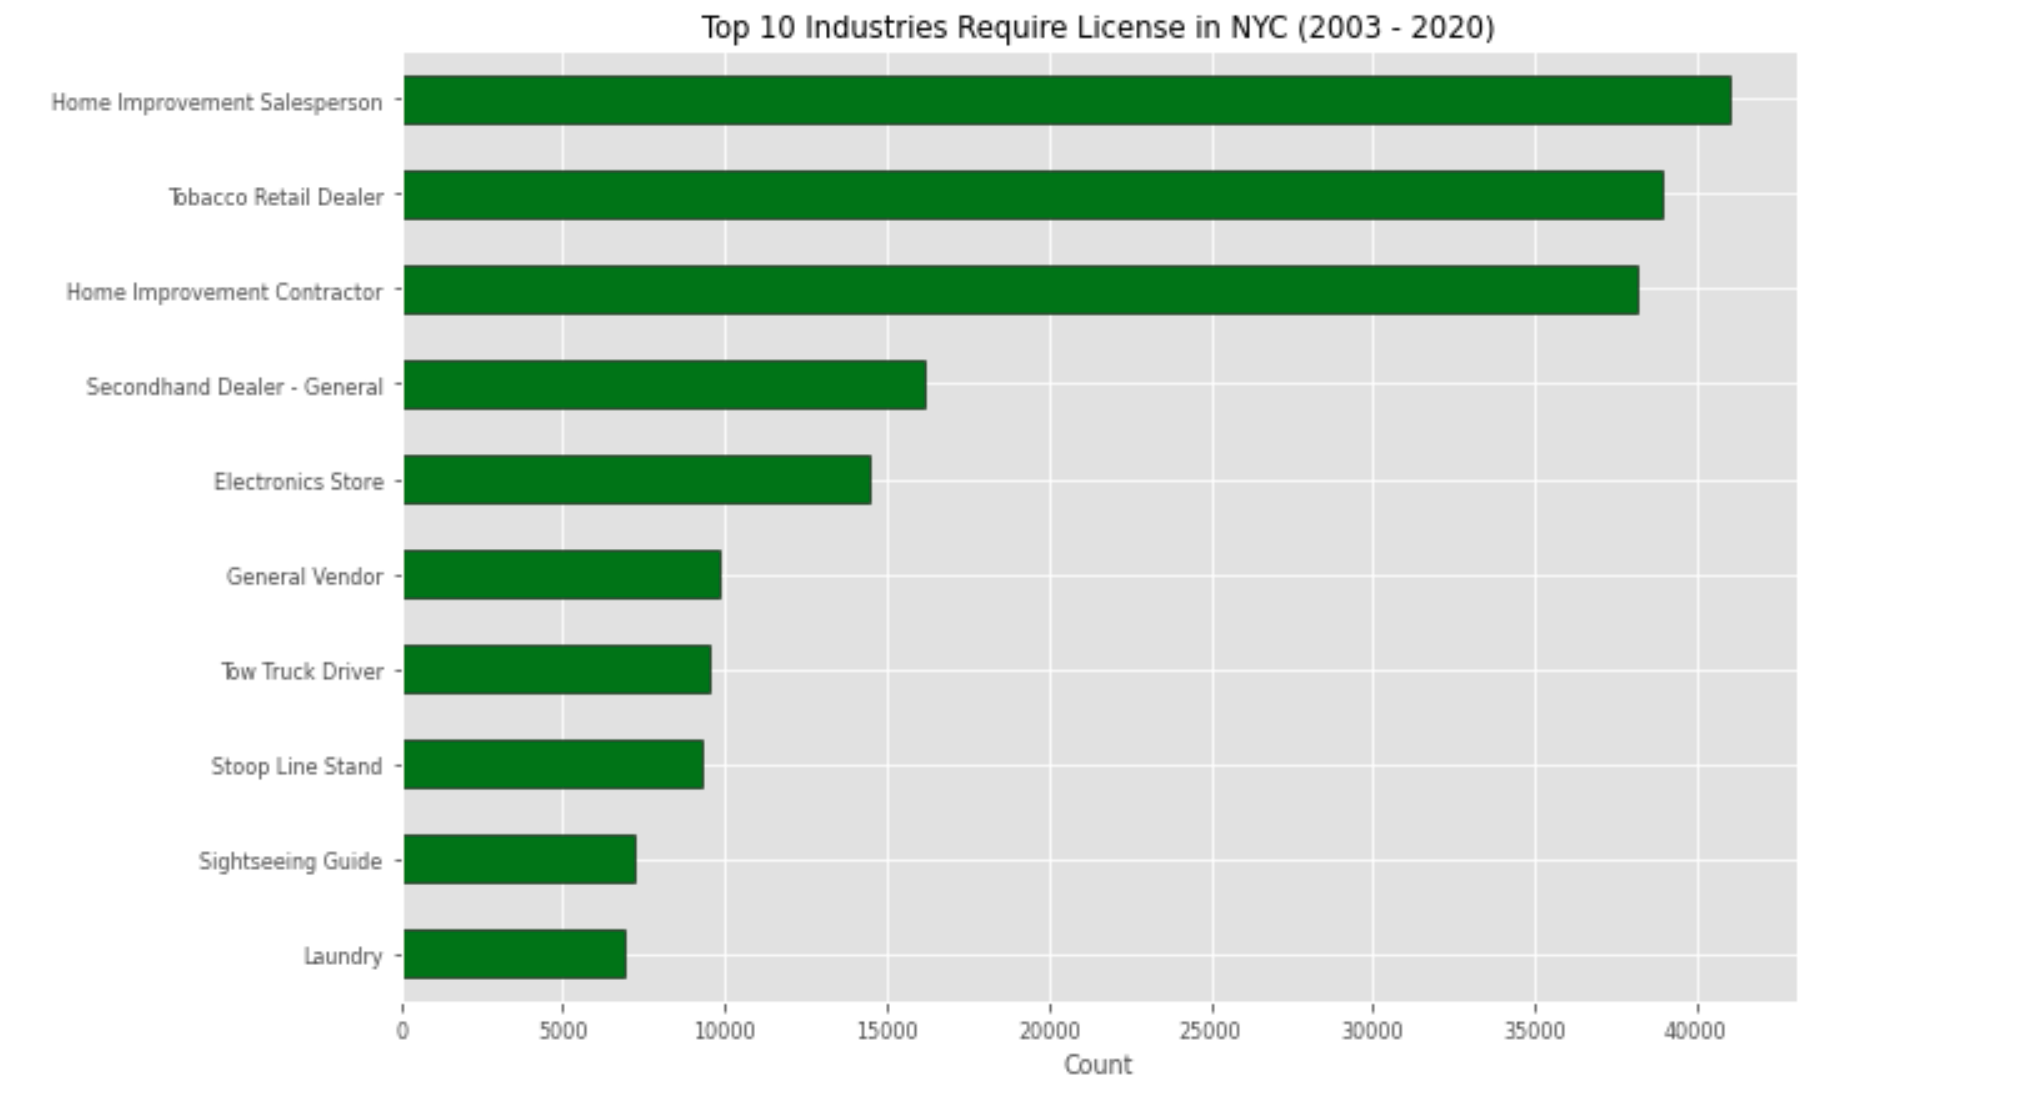 Top 10 Industries Require License in NYC (2003 - 2020)
Home Improvement Salesperson
Tobacco Retail Dealer
Home Improvement Contractor
Secondhand Dealer - General
Electronics Store
General Vendor
Tow Truck Driver
Stoop Line Stand
Sightseeing Guide
Laundry
0 5000 10000 15000 20000 25000 30000 35000 40000
Count